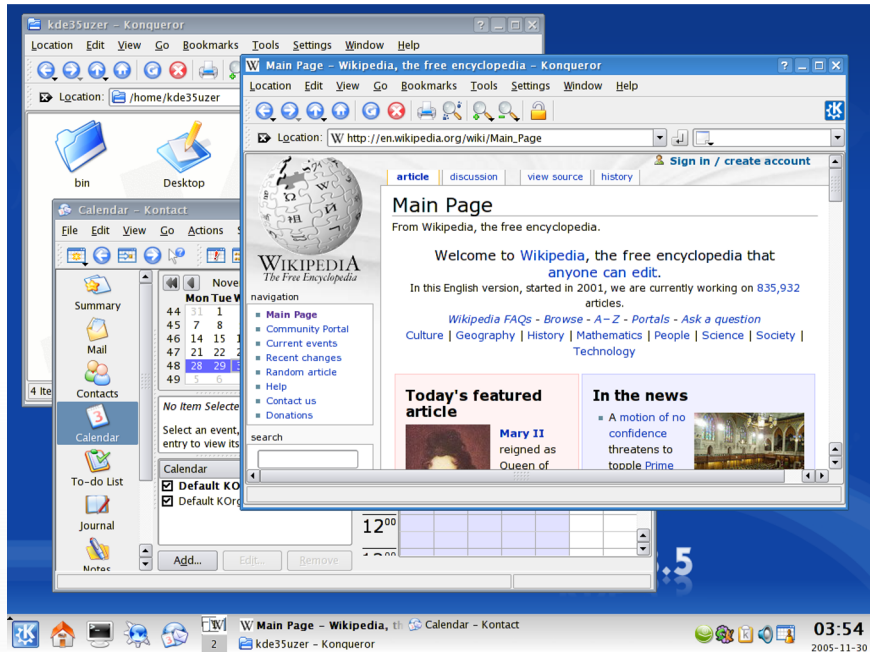 kde35uzer – Konqueror
Location Edit View Go Bookmarks Tools Settings Window Help
Location: /home/kde35uzer
bin
Desktop
4 Ite
Calendar – Kontact
File Edit View Go Actions
Summary
Mail
Contacts
Calendar
To-do List
Journal
Notes
Nove
Mon Tue W
44 31 1
45 7 8
46 14 15 1
47 21 22 2
48 28 29 3
49 5 6
No Item Selecte
Select an event,
entry to view its
Calendar
Default KO
Default KOrg
Add... Edit... Remove
12⁰⁰
Main Page – Wikipedia, the free encyclopedia – Konqueror
Location Edit View Go Bookmarks Tools Settings Window Help
Location: http://en.wikipedia.org/wiki/Main_Page
WIKIPEDIA
The Free Encyclopedia
navigation
Main Page
Community Portal
Current events
Recent changes
Random article
Help
Contact us
Donations
search
Sign in / create account
article discussion view source history
Main Page
From Wikipedia, the free encyclopedia.
Welcome to Wikipedia, the free encyclopedia that
anyone can edit.
In this English version, started in 2001, we are currently working on 835,932
articles.
Wikipedia FAQs - Browse - A–Z - Portals - Ask a question
Culture | Geography | History | Mathematics | People | Science | Society |
Technology
Today's featured
article
Mary II
reigned as
Queen of
In the news
A motion of no
confidence
threatens to
topple Prime
.5
2
Main Page – Wikipedia, th
Calendar – Kontact
kde35uzer – Konqueror
03:54
2005-11-30